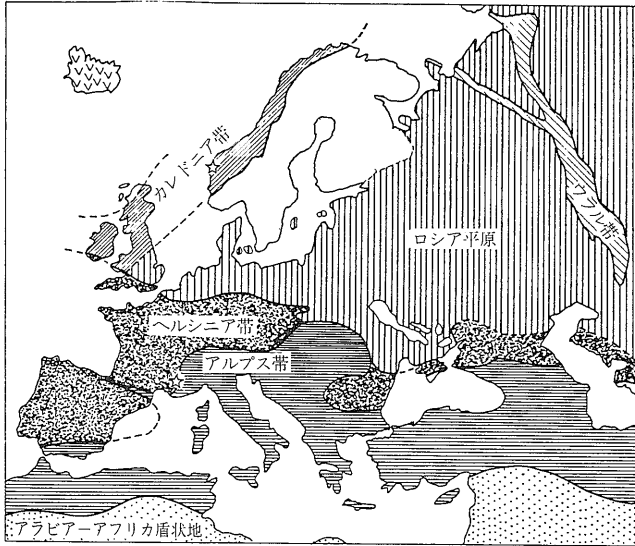 カレドニア帯
ウラル帯
ロシア平原
ヘルシニア帯
アルプス帯
アラビアーアフリカ盾状地